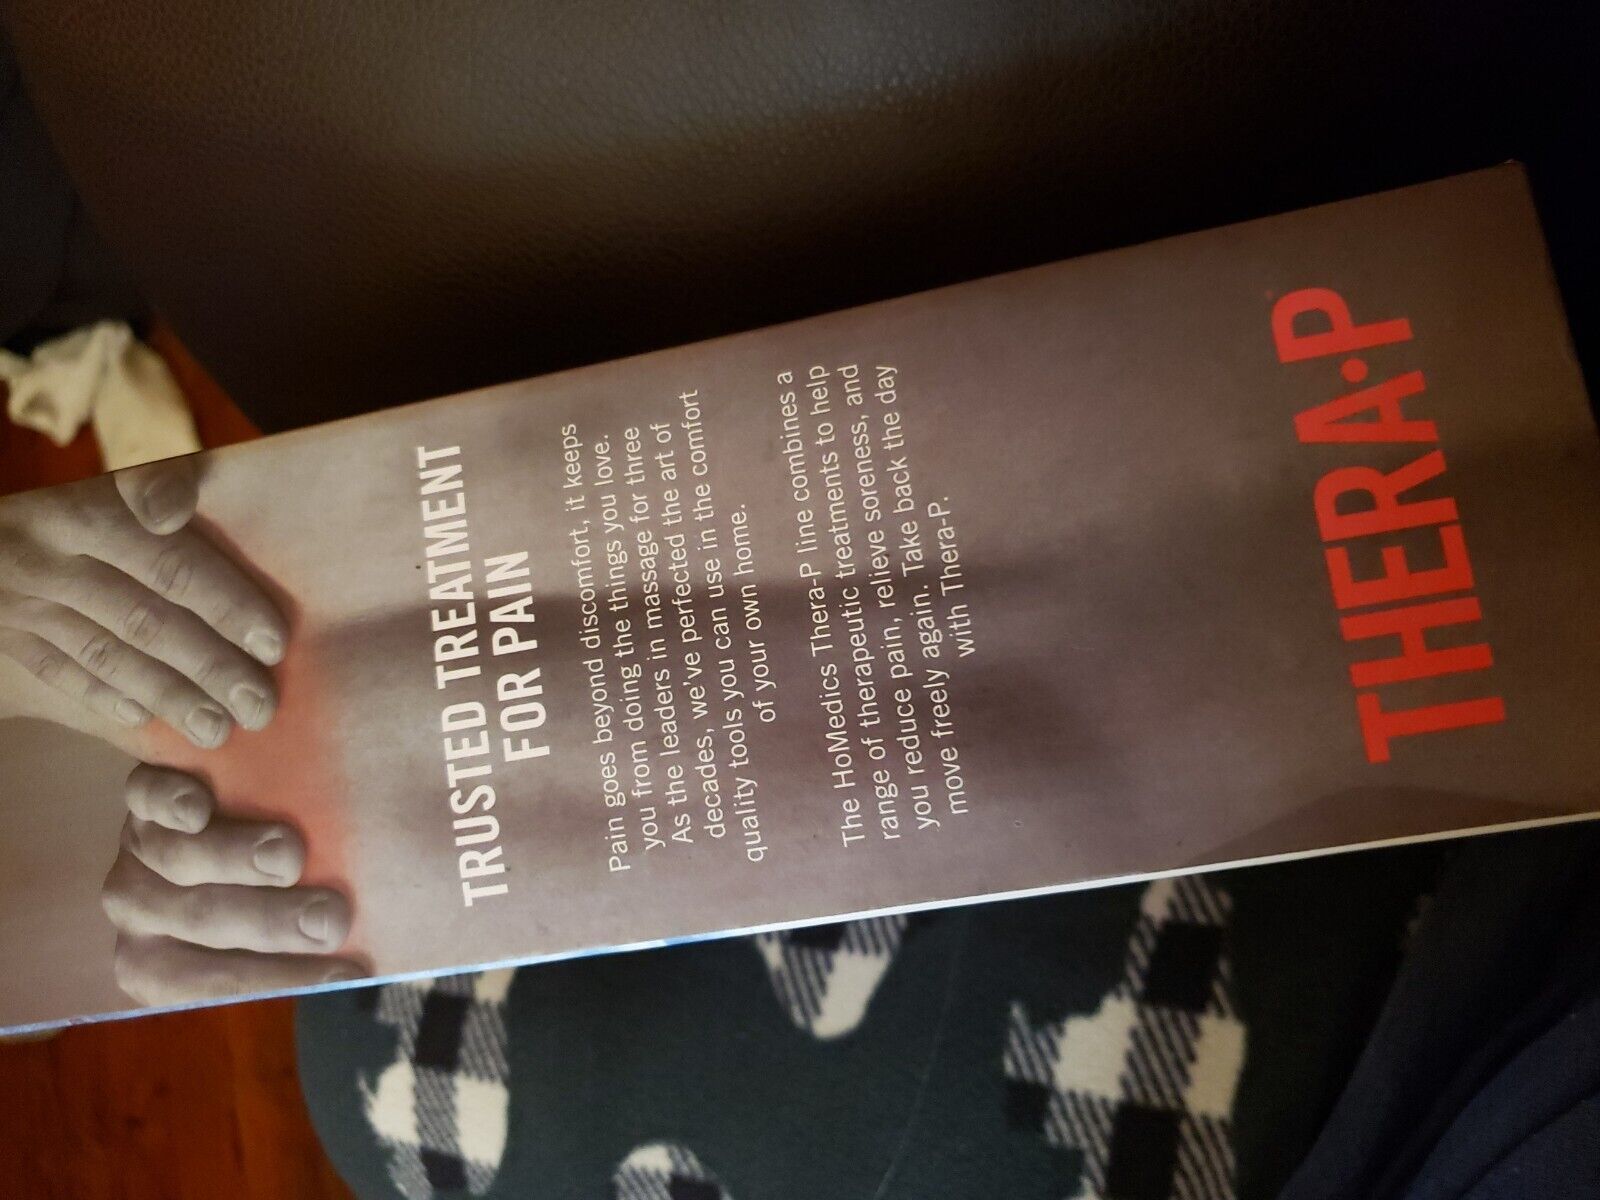 TRUSTED TREATMENT
FOR PAIN
Pain goes beyond discomfort, it keeps
you from doing the things you love.
As the leaders in massage for three
decades, we've perfected the art of
quality tools you can use in the comfort
of your own home.
The HoMedics Thera-P line combines a
range of therapeutic treatments to help
you reduce pain, relieve soreness, and
move freely again. Take back the day
with Thera-P.
THERA•P